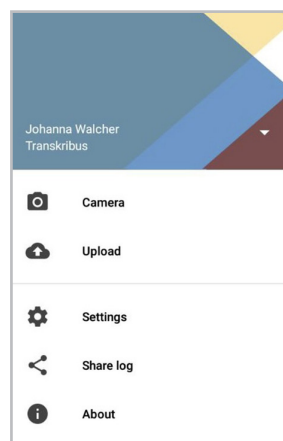 Johanna Walcher
Transkribus
Camera
Upload
Settings
Share log
About